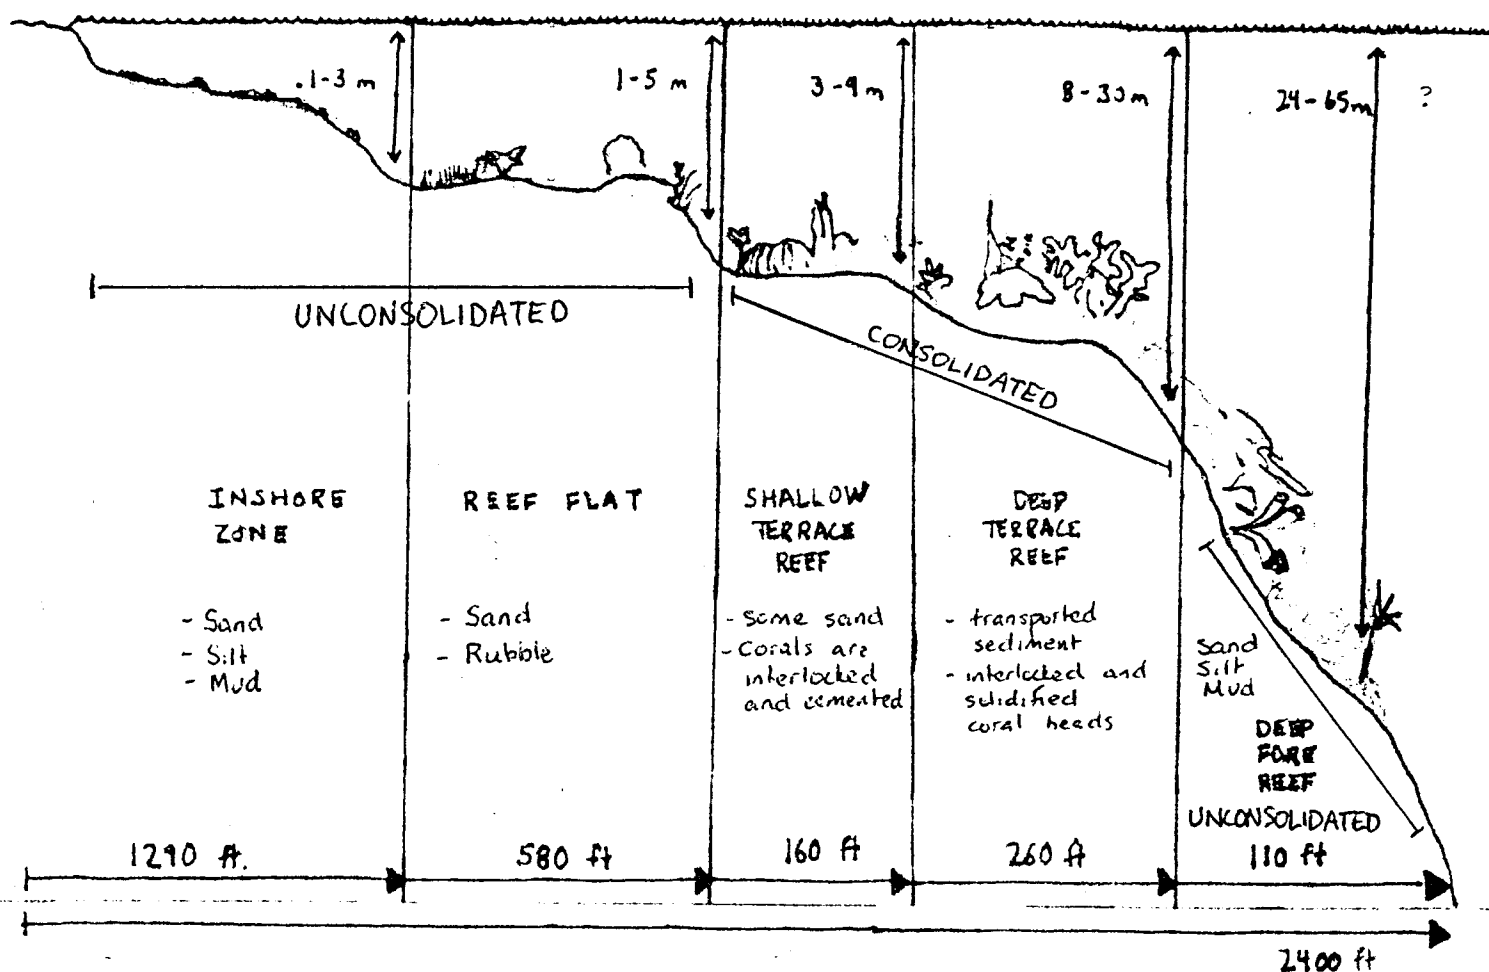 .1-3 m
1-5 m
3-9 m
8-30m
24-65m
?
UNCONSOLIDATED
CONSOLIDATED
INSHORE
ZONE
- Sand
- Silt
- Mud
REEF FLAT
- Sand
- Rubble
SHALLOW
TERRACE
REEF
- some sand
- Corals are
interlocked
and cemented
DEEP
TERRACE
REEF
- transported
sediment
- interlocked and
solidified
coral heads
Sand
Silt
Mud
DEEP
FORE
REEF
UNCONSOLIDATED
1290 ft.
580 ft
160 ft
260 ft
110 ft
2400 ft